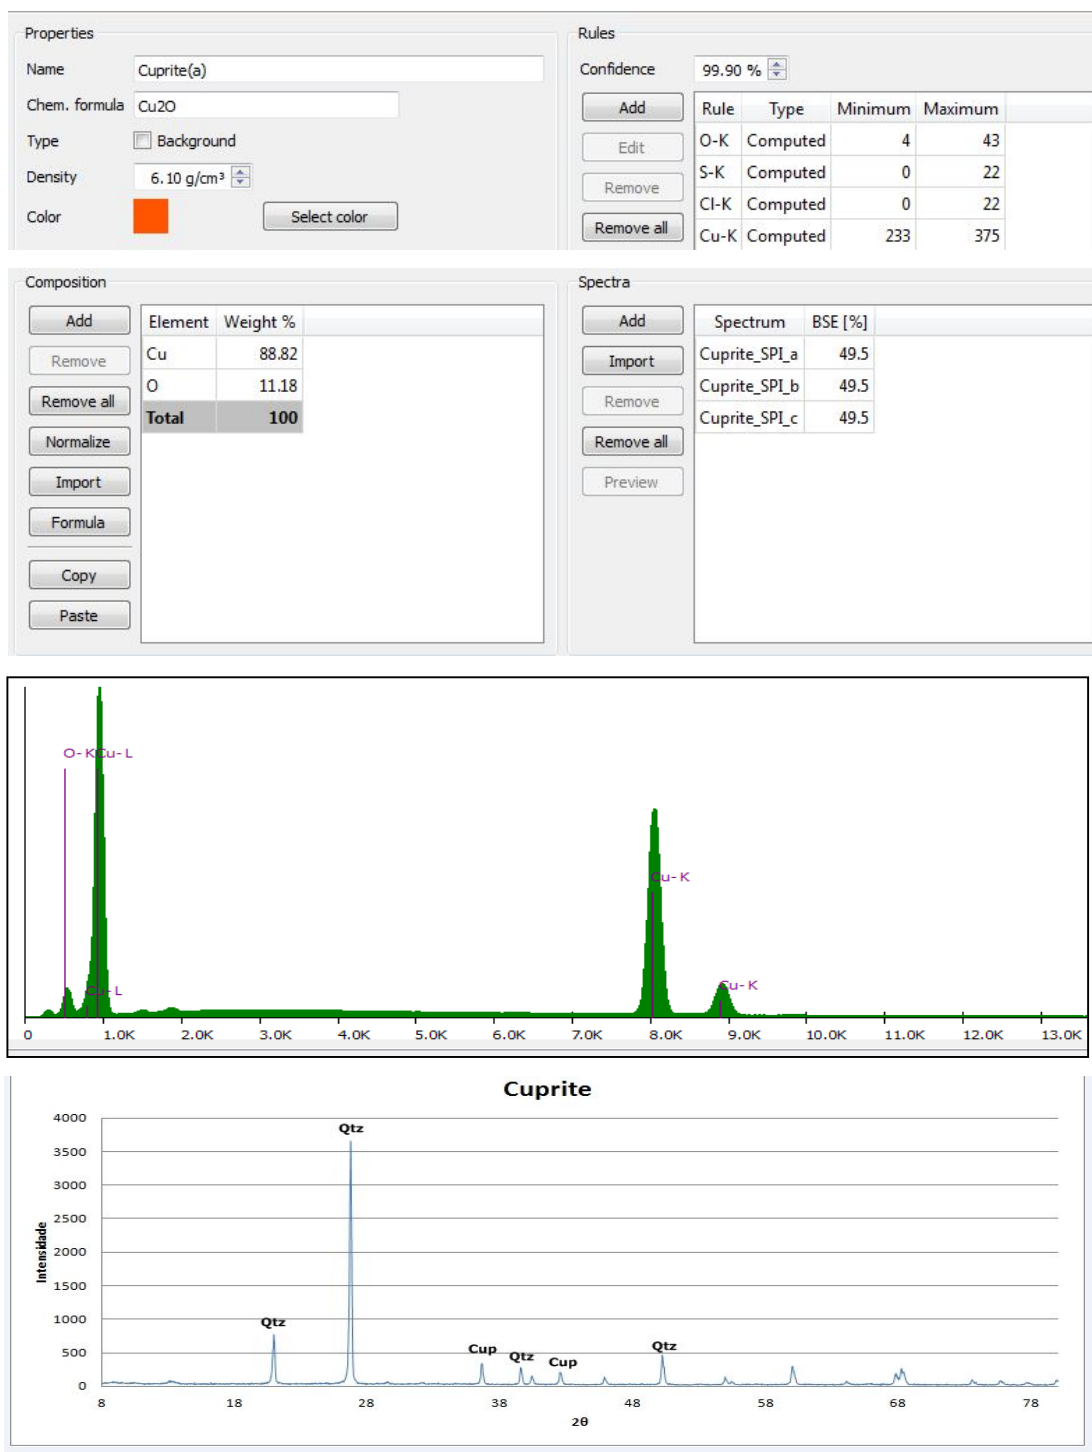 Properties
Name Cuprite(a)
Chem. formula Cu2O
Type Background
Density 6.10 g/cm³
Color Select color
Rules
Confidence 99.90 %
Add
Edit
Remove
Remove all
Rule Type Minimum Maximum
O-K Computed 4 43
S-K Computed 0 22
Cl-K Computed 0 22
Cu-K Computed 233 375
Composition
Add
Remove
Remove all
Normalize
Import
Formula
Copy
Paste
Element Weight %
Cu 88.82
O 11.18
Total 100
Spectra
Add
Import
Remove
Remove all
Preview
Spectrum BSE [%]
Cuprite_SPI_a 49.5
Cuprite_SPI_b 49.5
Cuprite_SPI_c 49.5
O-K Cu-L
Cu-K
Cu-L
Cu-K
0 1.0K 2.0K 3.0K 4.0K 5.0K 6.0K 7.0K 8.0K 9.0K 10.0K 11.0K 12.0K 13.0K
Cuprite
4000
3500
3000
2500
2000
1500
1000
500
0
Intensidade
Qtz
Qtz
Cup
Qtz
Cup
Qtz
8 18 28 38 48 58 68 78
2θ